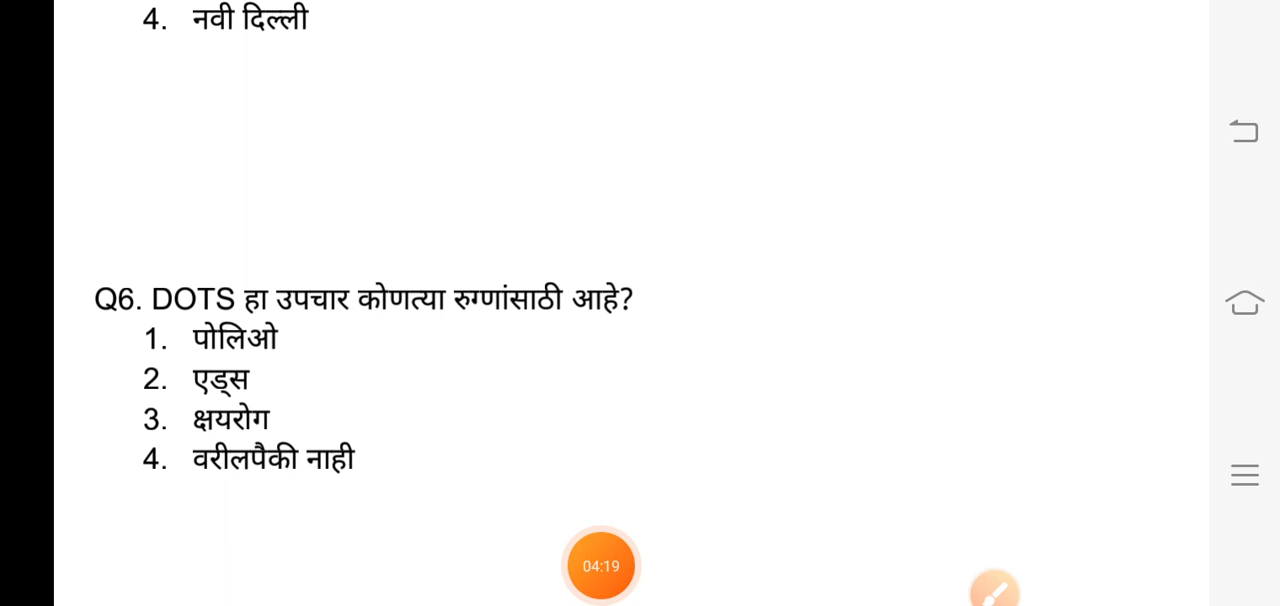 4. नवी दिल्ली
Q6. DOTS हा उपचार कोणत्या रुग्णांसाठी आहे?
1. पोलिओ
2. एड्स
3. क्षयरोग
4. वरीलपैकी नाही
04:19